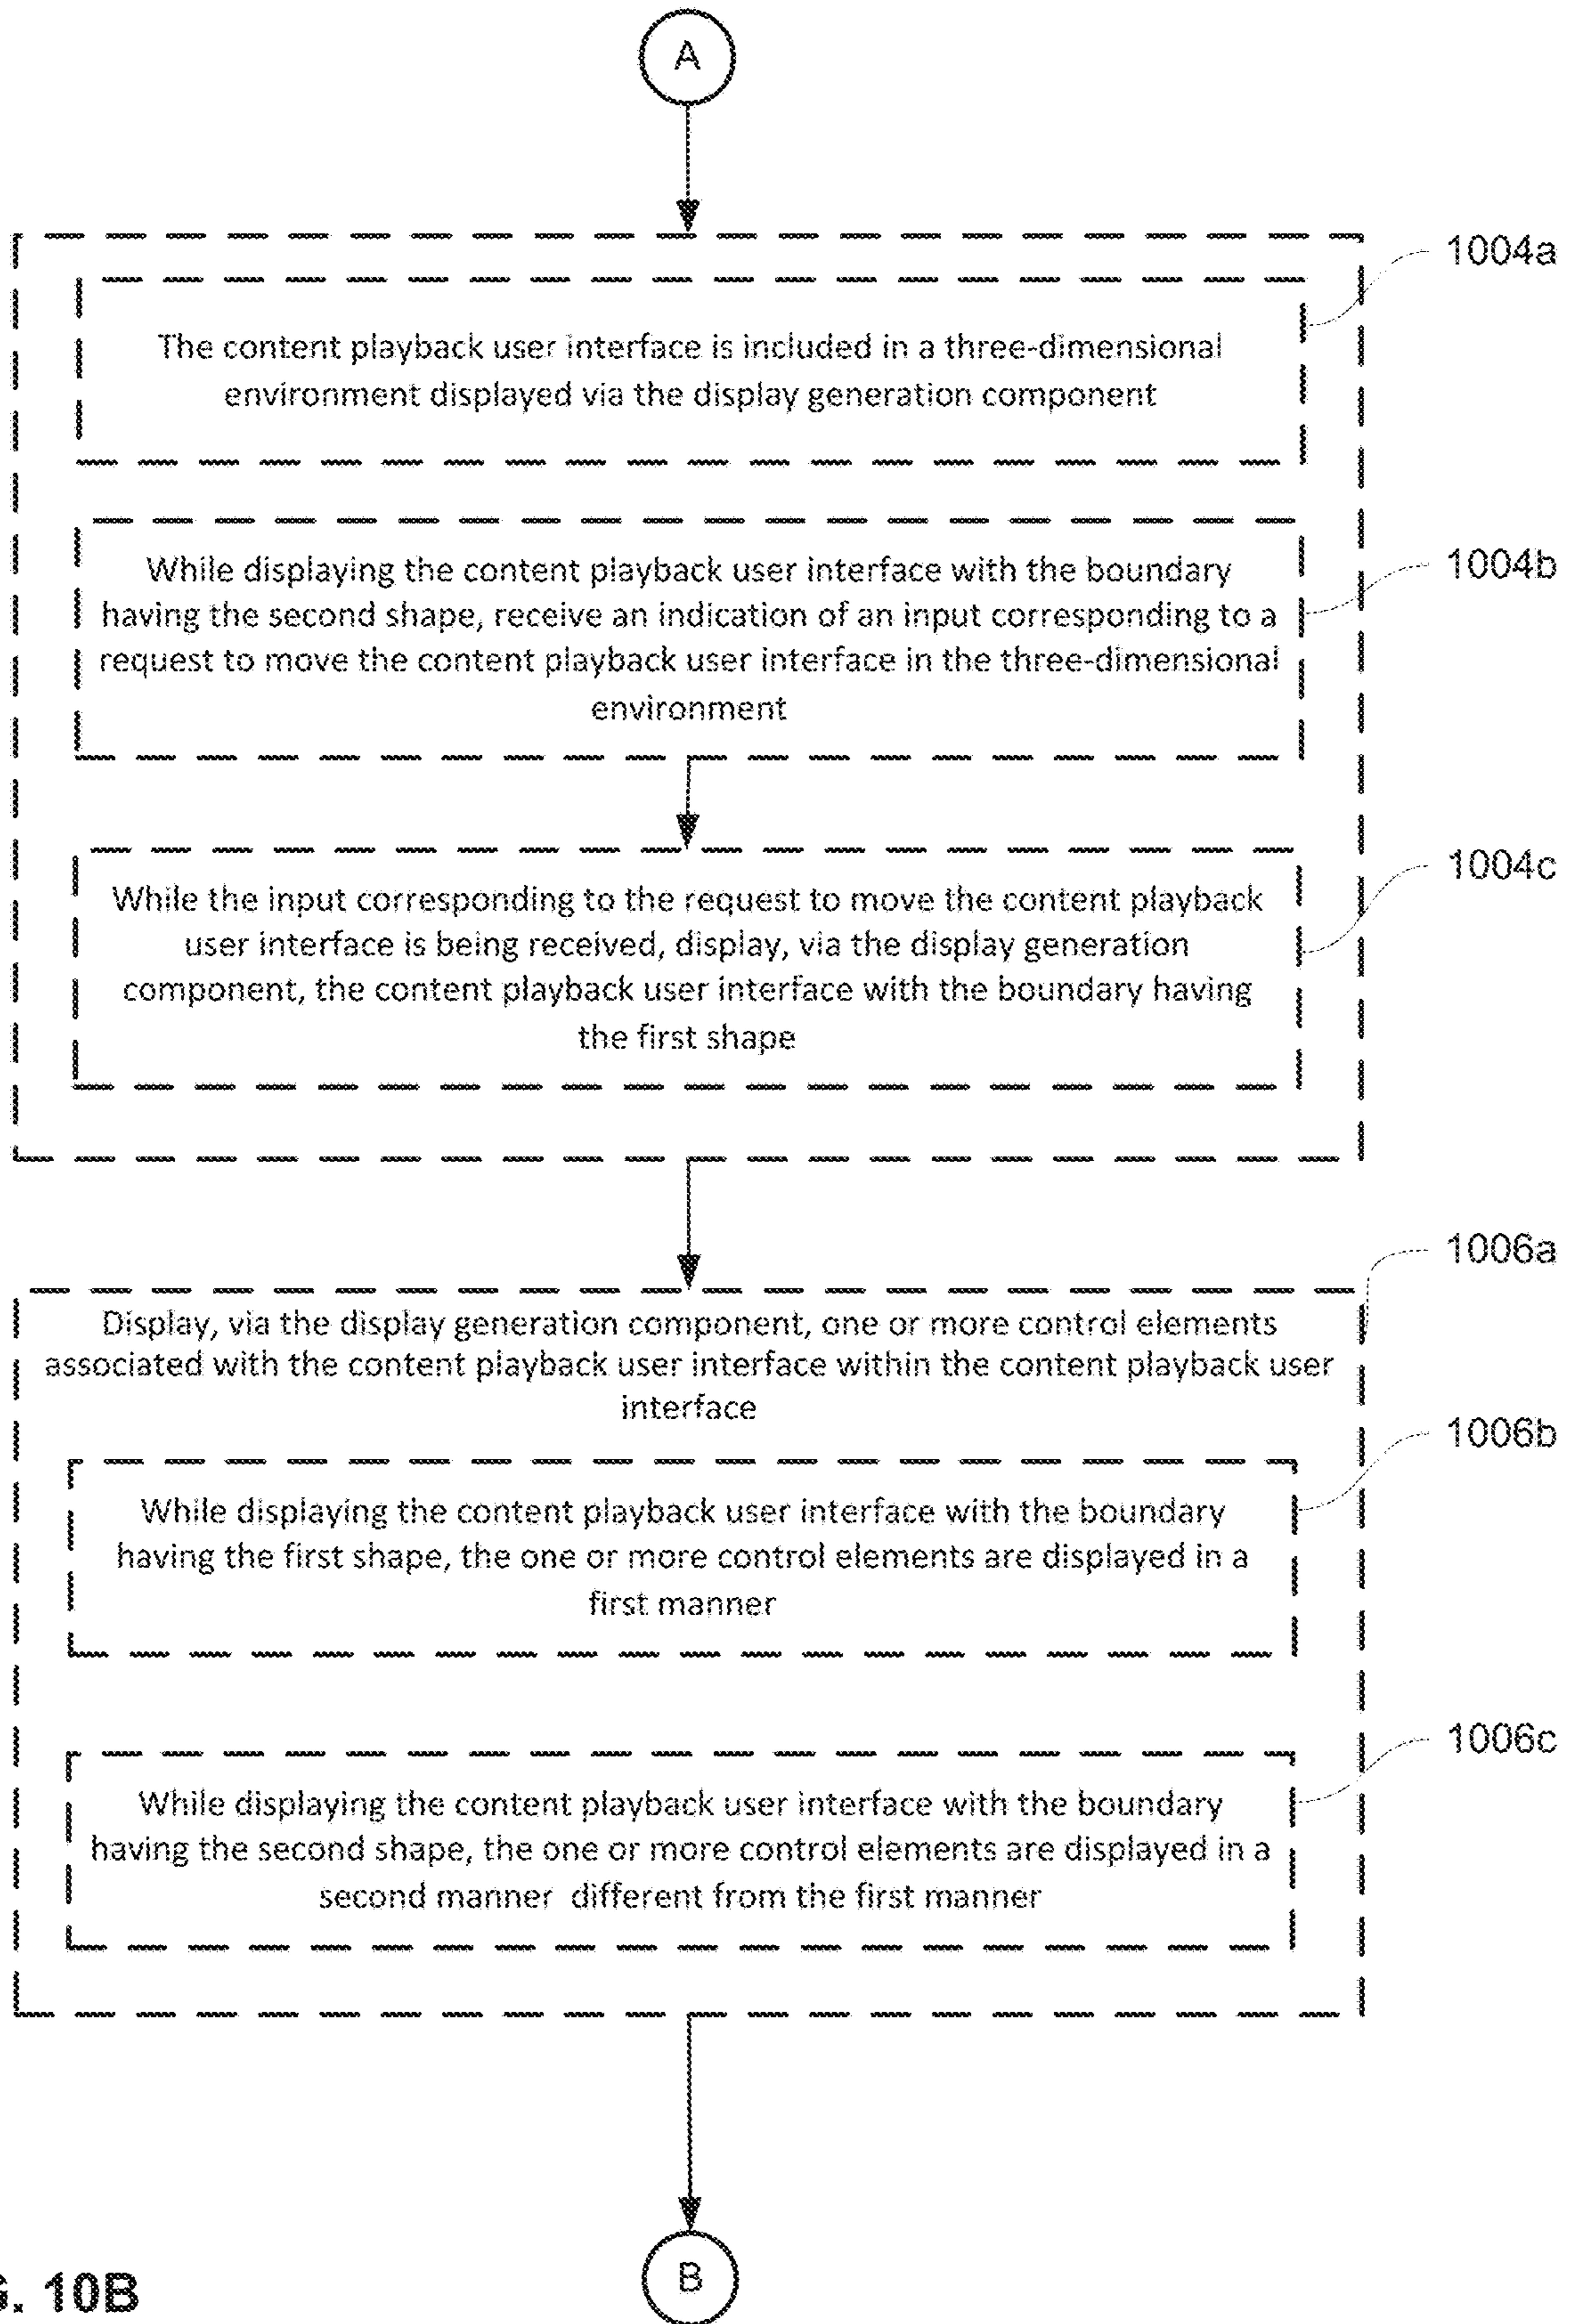 A
1004a
The content playback user interface is included in a three-dimensional
environment displayed via the display generation component
1004b
While displaying the content playback user interface with the boundary
having the second shape, receive an indication of an input corresponding to a
request to move the content playback user interface in the three-dimensional
environment
1004c
While the input corresponding to the request to move the content playback
user interface is being received, display, via the display generation
component, the content playback user interface with the boundary having
the first shape
1006a
Display, via the display generation component, one or more control elements
associated with the content playback user interface within the content playback user
interface
1006b
While displaying the content playback user interface with the boundary
having the first shape, the one or more control elements are displayed in a
first manner
1006c
While displaying the content playback user interface with the boundary
having the second shape, the one or more control elements are displayed in a
second manner different from the first manner
B
G. 10B